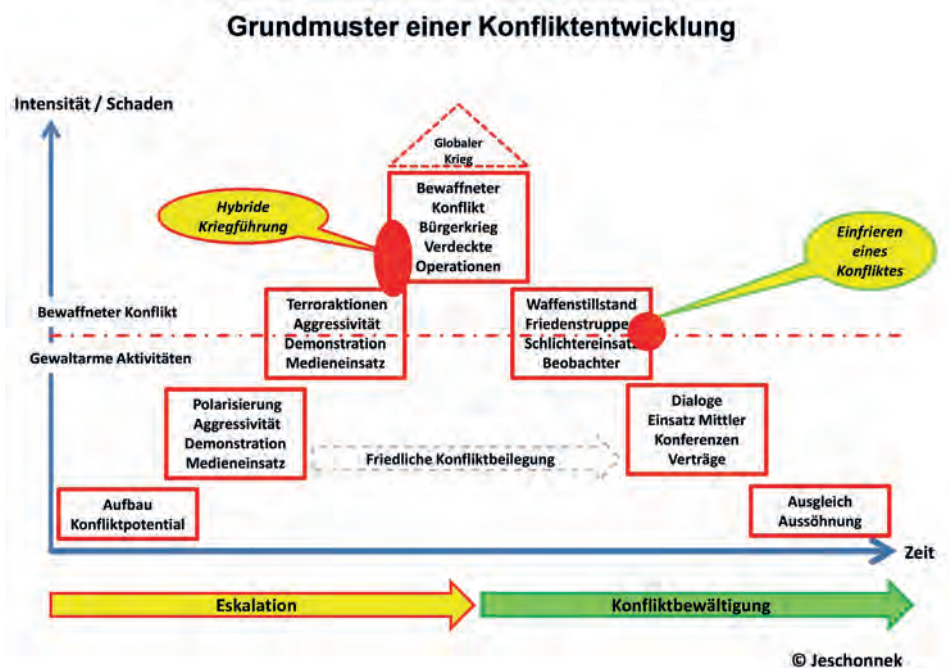 Grundmuster einer Konfliktentwicklung
Intensität / Schaden
Globaler
Krieg
Bewaffneter
Konflikt
Bürgerkrieg
Verdeckte
Operationen
Hybride
Kriegführung
Einfrieren
eines
Konfliktes
Terroraktionen
Aggressivität
Demonstration
Medieneinsatz
Waffenstillstand
Friedenstruppe
Schlichtereinsatz
Beobachter
Bewaffneter Konflikt
Gewaltarme Aktivitäten
Polarisierung
Aggressivität
Demonstration
Medieneinsatz
Friedliche Konfliktbeilegung
Dialoge
Einsatz Mittler
Konferenzen
Verträge
Aufbau
Konfliktpotential
Ausgleich
Aussöhnung
Zeit
Eskalation
Konfliktbewältigung
© Jeschonnek